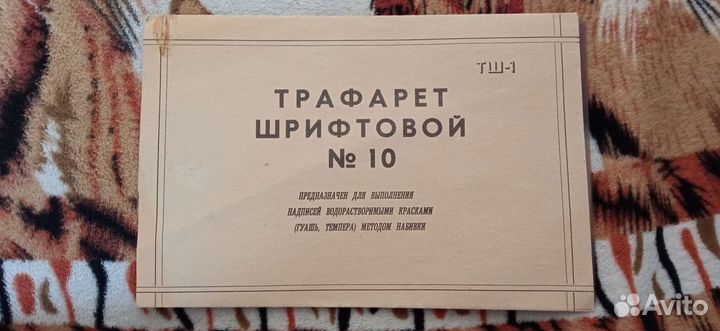 ТШ-1
ТРАФАРЕТ
ШРИФТОВОЙ
№ 10
ПРЕДНАЗНАЧЕН ДЛЯ ВЫПОЛНЕНИЯ
НАДПИСЕЙ ВОДОРАСТВОРИМЫМИ КРАСКАМИ
(ГУАШЬ, ТЕМПЕРА) МЕТОДОМ НАБИВКИ
Avito